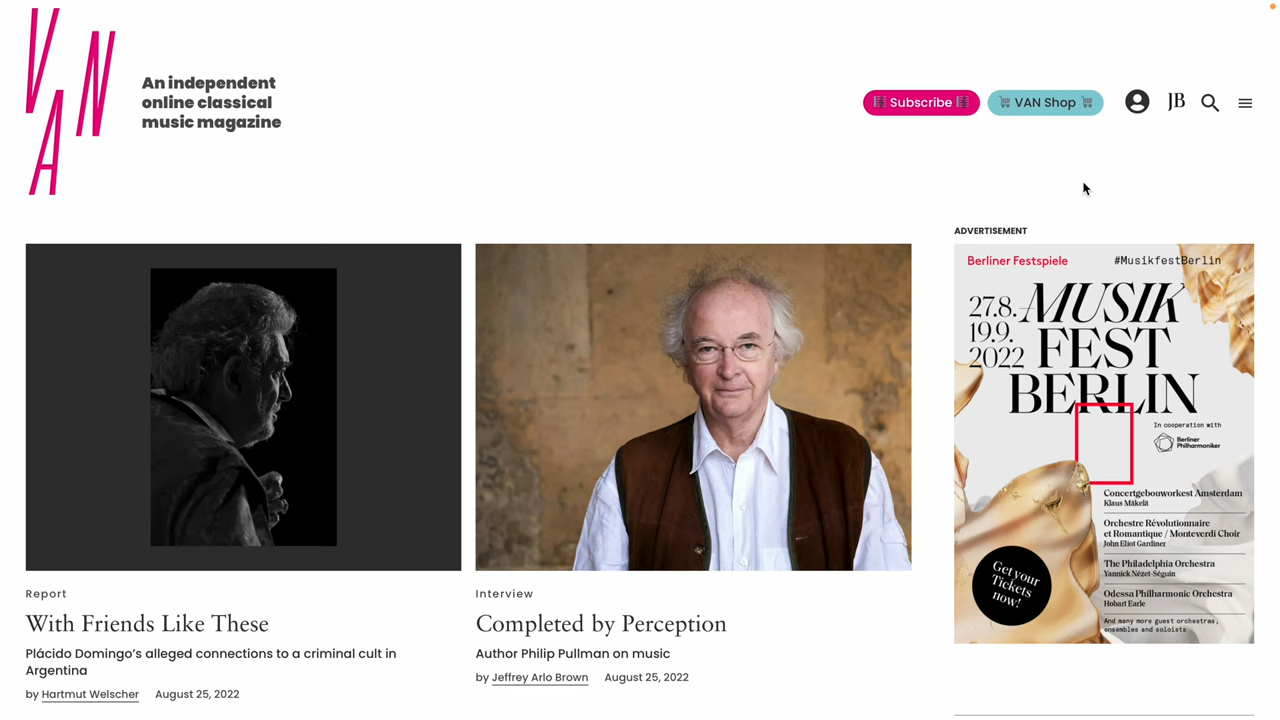 VAN
An independent
online classical
music magazine
Subscribe
VAN Shop
JB
ADVERTISEMENT
Berliner Festspiele
#MusikfestBerlin
27.8.
19.9.
2022
MUSIK
FEST
BERLIN
In cooperation with
Berliner
Philharmoniker
Concertgebouworkest Amsterdam
Klaus Mäkelä
Orchestre Révolutionnaire
et Romantique / Monteverdi Choir
John Eliot Gardiner
The Philadelphia Orchestra
Yannick Nézet-Séguin
Odessa Philharmonic Orchestra
Hobart Earle
And many more guest orchestras,
ensembles and soloists
Get your
Tickets
now!
Report
With Friends Like These
Plácido Domingo’s alleged connections to a criminal cult in
Argentina
by Hartmut Welscher August 25, 2022
Interview
Completed by Perception
Author Philip Pullman on music
by Jeffrey Arlo Brown August 25, 2022